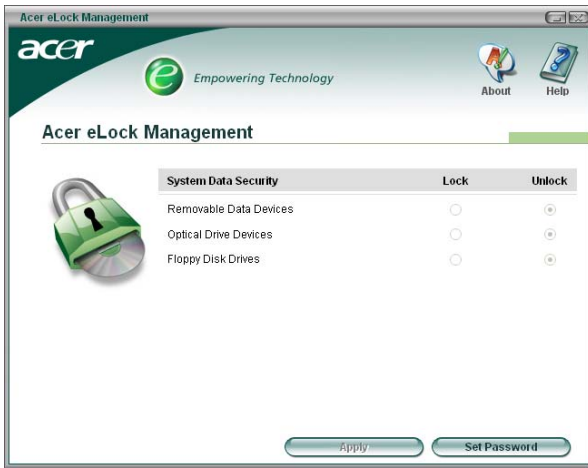 Acer eLock Management
acer
Empowering Technology
About
Help
Acer eLock Management
System Data Security Lock Unlock
Removable Data Devices
Optical Drive Devices
Floppy Disk Drives
Apply
Set Password